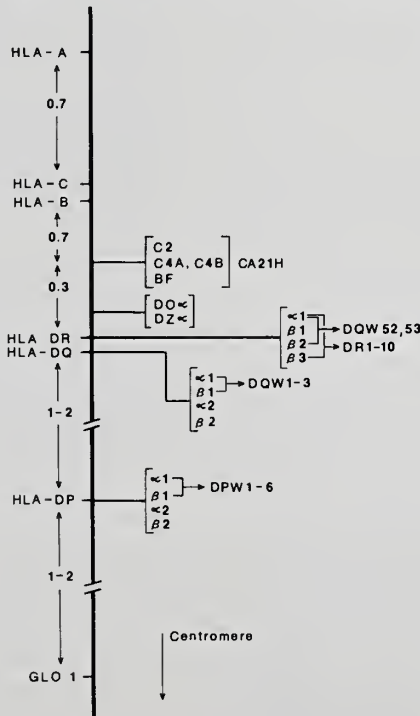 HLA-A
0.7
HLA-C
HLA-B
0.7
C2
C4A, C4B
BF
CA21H
0.3
DO∝
DZ∝
HLA DR
∝1
β1
β2
β3
DQW 52,53
DR1-10
HLA-DQ
∝1
β1
∝2
β2
DQW1-3
1-2
HLA-DP
∝1
β1
∝2
β2
DPW1-6
1-2
Centromere
GLO 1